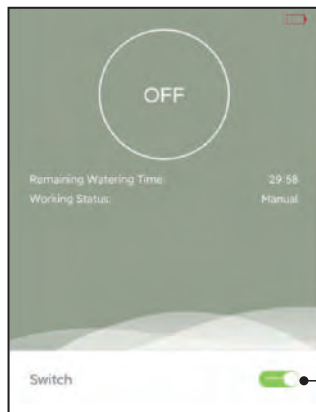 OFF
Remaining Watering Time: 29:58
Working Status: Manual
Switch